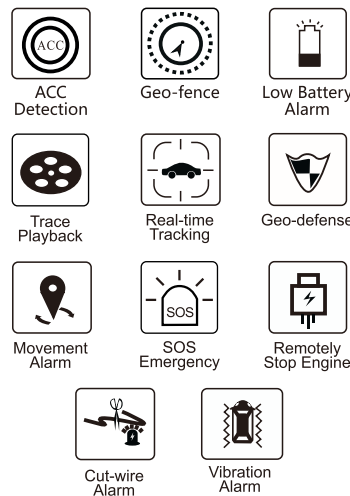 ACC
ACC
Detection
Geo-fence
Low Battery
Alarm
Trace
Playback
Real-time
Tracking
Geo-defense
Movement
Alarm
SOS
SOS
Emergency
Remotely
Stop Engine
Cut-wire
Alarm
Vibration
Alarm